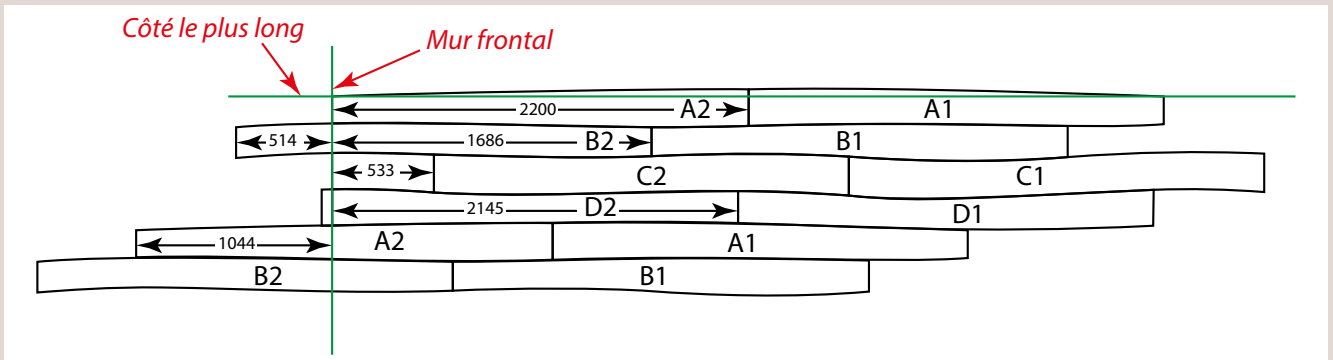 Côté le plus long
Mur frontal
2200 A2 A1
514 1686 B2 B1
533 C2 C1
2145 D2 D1
1044 A2 A1
B2 B1